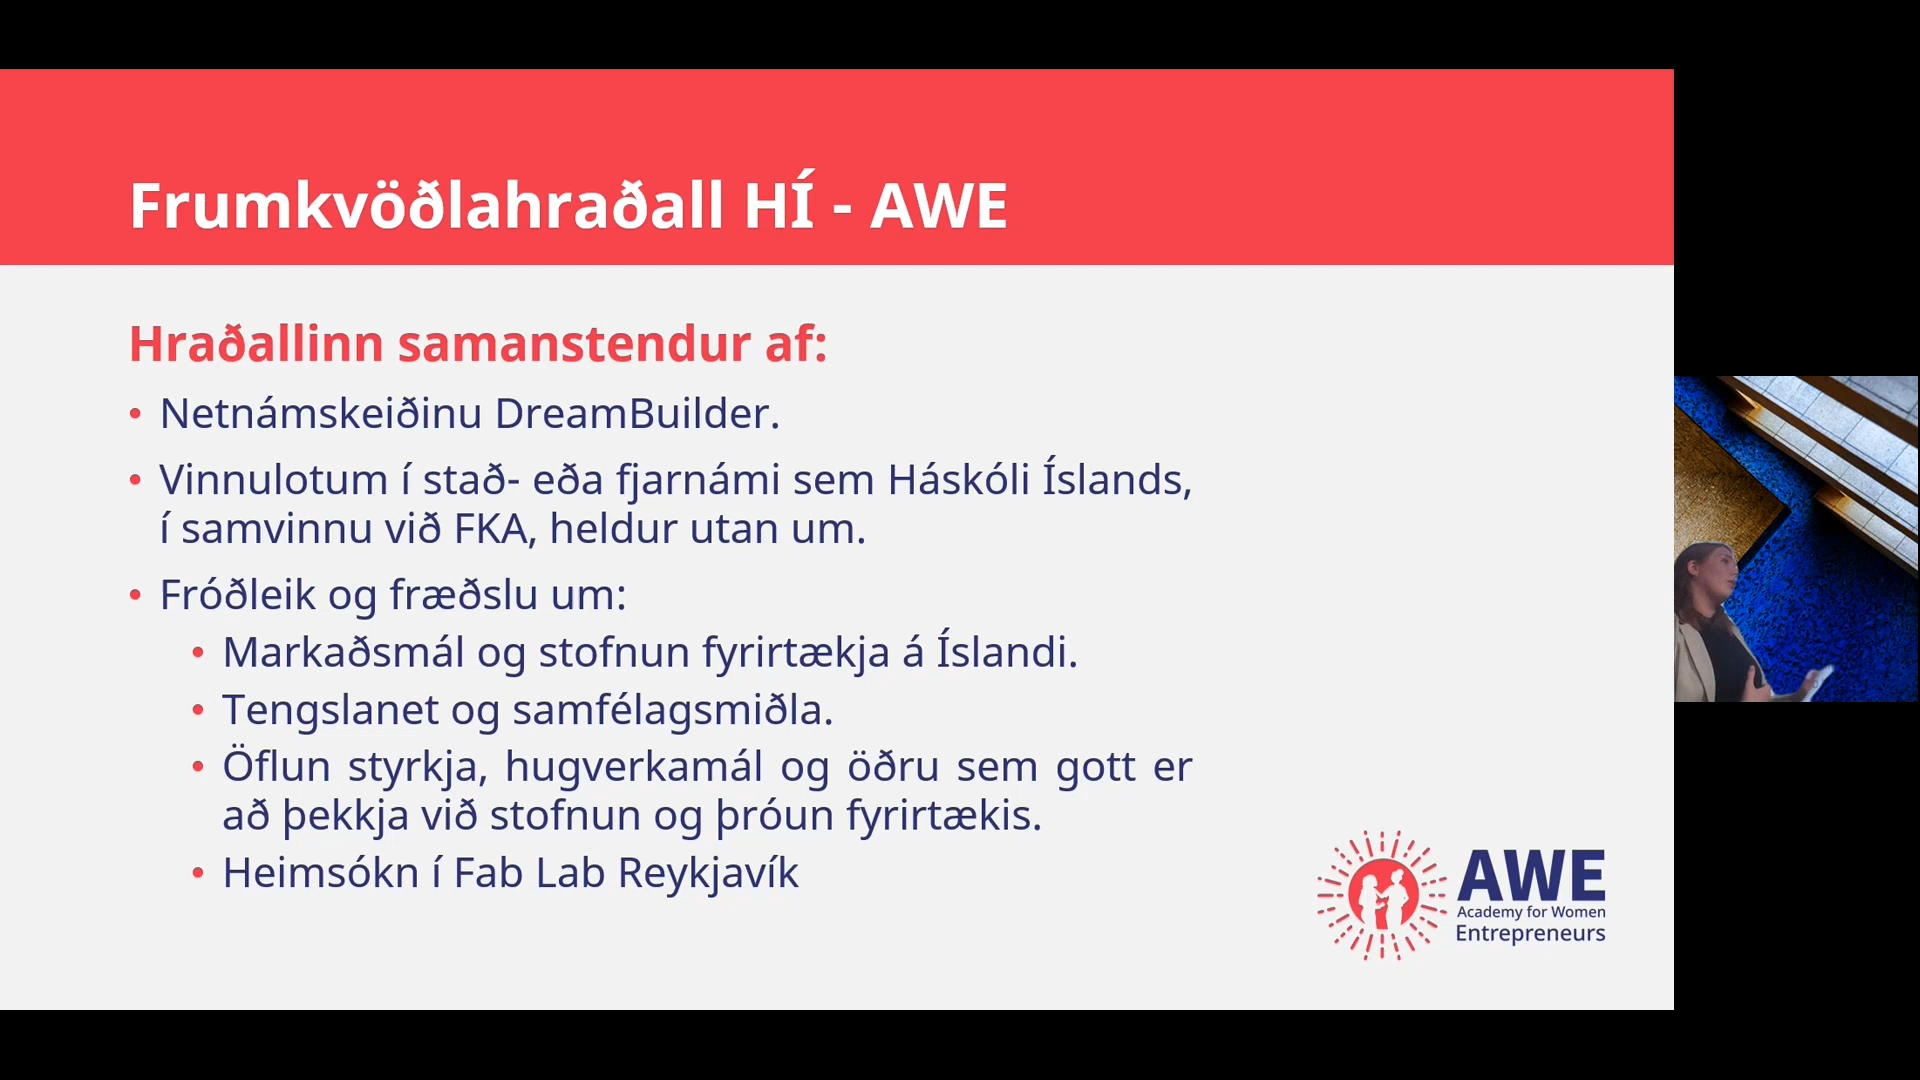 Frumkvöðlahraðall HÍ - AWE
Hraðallinn samanstendur af:
• Netnámskeiðinu DreamBuilder.
• Vinnulotum í stað- eða fjarnámi sem Háskóli Íslands,
í samvinnu við FKA, heldur utan um.
• Fróðleik og fræðslu um:
• Markaðsmál og stofnun fyrirtækja á Íslandi.
• Tengslanet og samfélagsmiðla.
• Öflun styrkja, hugverkamál og öðru sem gott er
að þekkja við stofnun og þróun fyrirtækis.
• Heimsókn í Fab Lab Reykjavík
AWE
Academy for Women
Entrepreneurs